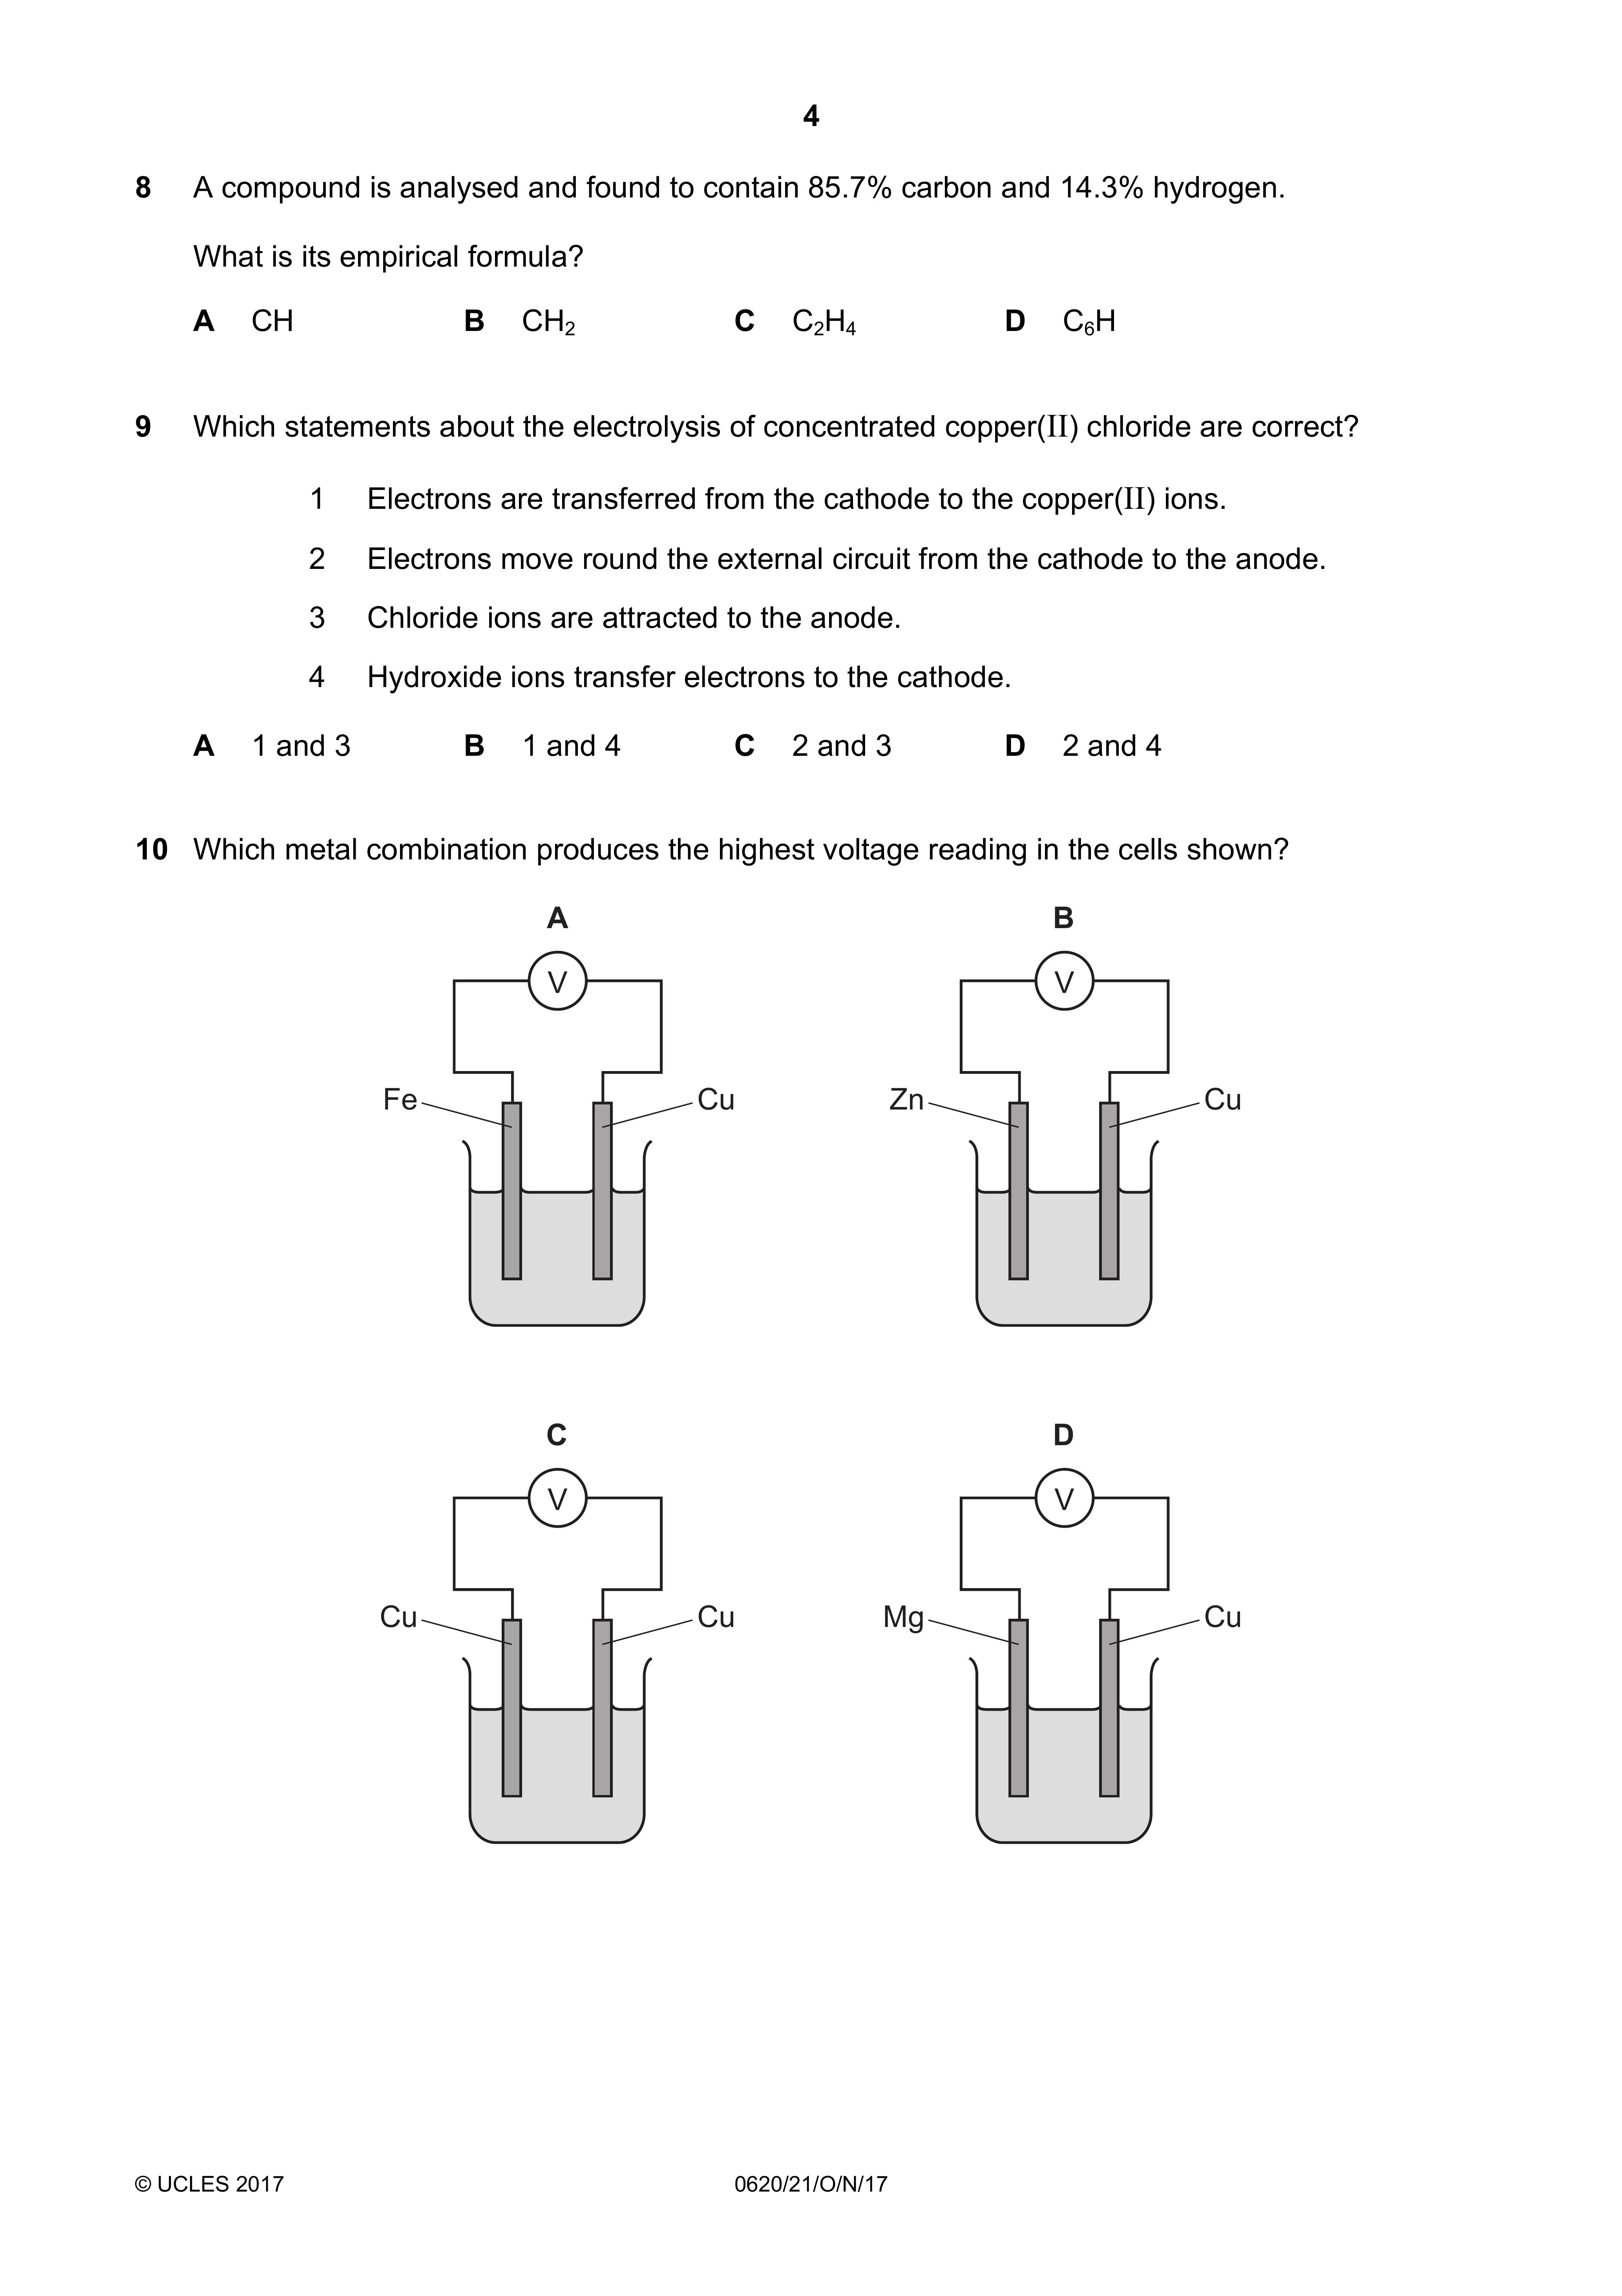 4
8 A compound is analysed and found to contain 85.7% carbon and 14.3% hydrogen.
What is its empirical formula?
A CH B CH₂ C C₂H₄ D C₆H
9 Which statements about the electrolysis of concentrated copper(II) chloride are correct?
1 Electrons are transferred from the cathode to the copper(II) ions.
2 Electrons move round the external circuit from the cathode to the anode.
3 Chloride ions are attracted to the anode.
4 Hydroxide ions transfer electrons to the cathode.
A 1 and 3 B 1 and 4 C 2 and 3 D 2 and 4
10 Which metal combination produces the highest voltage reading in the cells shown?
A B
V V
Fe Cu Zn Cu
C D
V V
Cu Cu Mg Cu
© UCLES 2017 0620/21/O/N/17